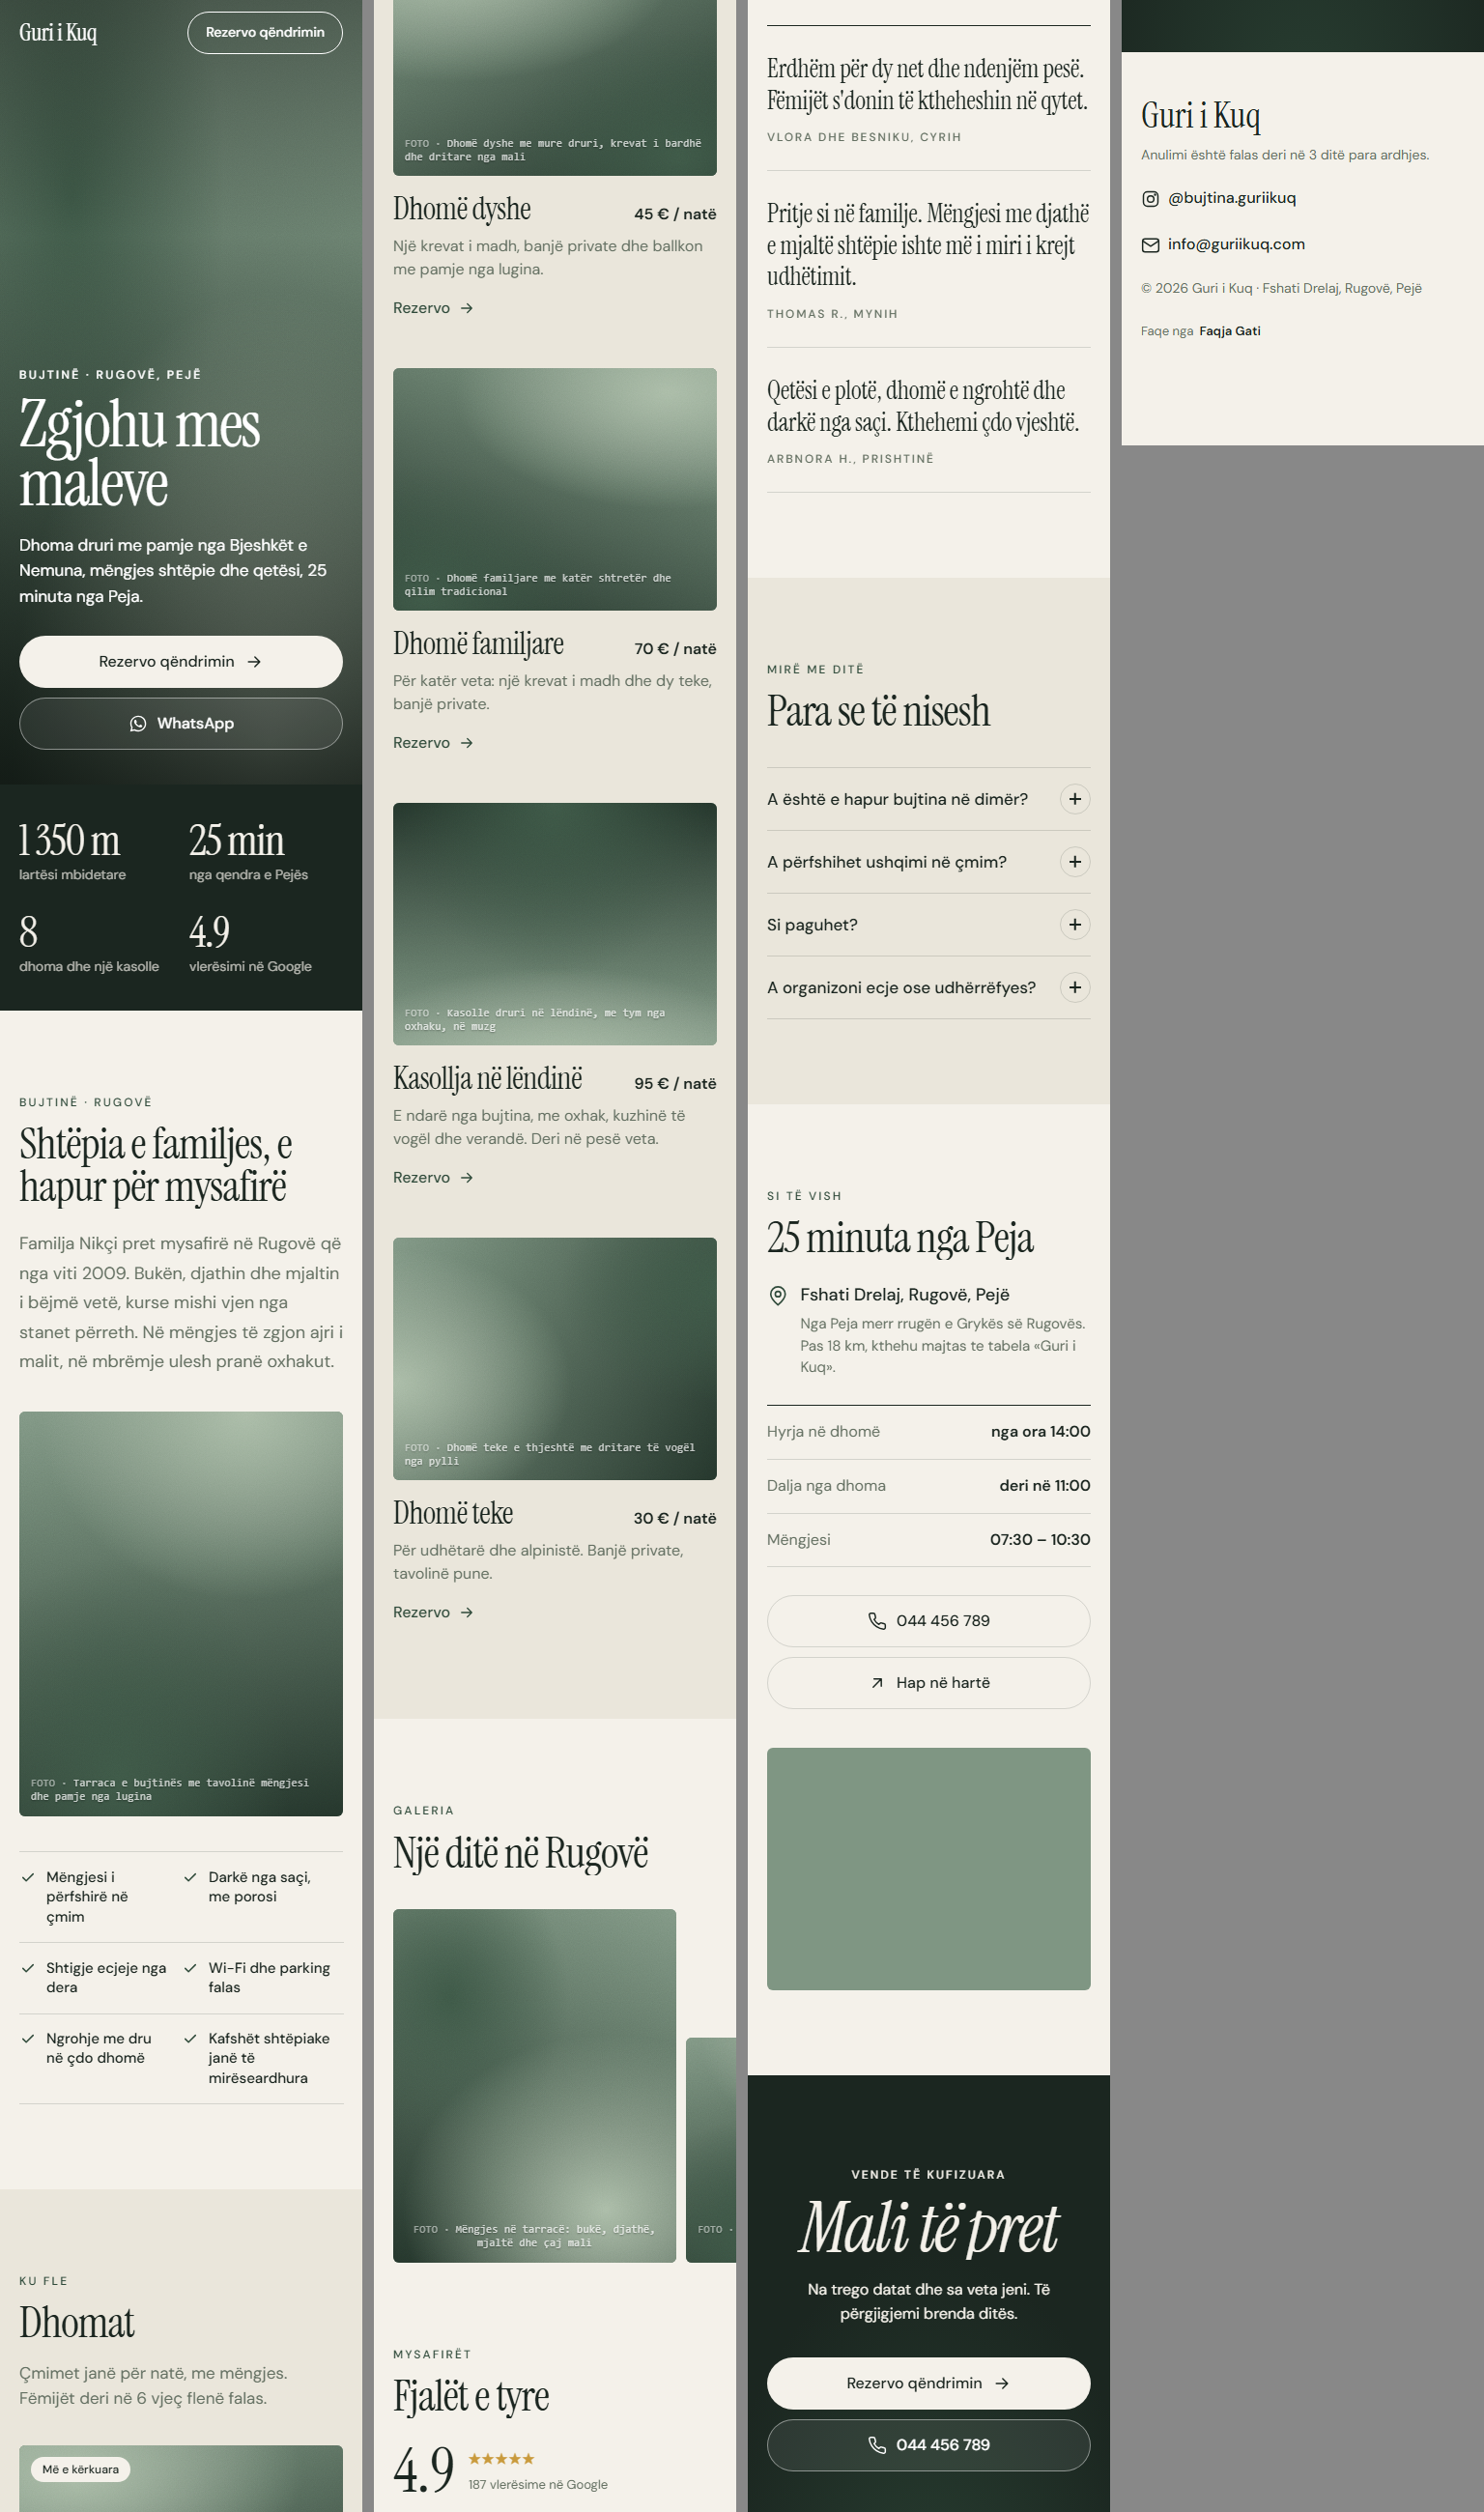 Guri i Kuq
Rezervo qëndrimin
BUJTINË · RUGOVË, PEJË
Zgjohu mes
maleve
Dhoma druri me pamje nga Bjeshkët e
Nemuna, mëngjes shtëpie dhe qetësi, 25
minuta nga Peja.
Rezervo qëndrimin →
WhatsApp
1 350 m
lartësi mbidetare
25 min
nga qendra e Pejës
8
dhoma dhe një kasolle
4.9
vlerësimi në Google
BUJTINË · RUGOVË
Shtëpia e familjes, e
hapur për mysafirë
Familja Nikçi pret mysafirë në Rugovë që
nga viti 2009. Bukën, djathin dhe mjaltin
i bëjmë vetë, kurse mishi vjen nga
stanet përreth. Në mëngjes të zgjon ajri i
malit, në mbrëmje ulesh pranë oxhakut.
FOTO · Tarraca e bujtinës me tavolinë mëngjesi
dhe pamje nga lugina
Mëngjesi i
përfshirë në
çmim
Darkë nga saçi,
me porosi
Shtigje ecjeje nga
dera
Wi-Fi dhe parking
falas
Ngrohje me dru
në çdo dhomë
Kafshët shtëpiake
janë të
mirëseardhura
KU FLE
Dhomat
Çmimet janë për natë, me mëngjes.
Fëmijët deri në 6 vjeç flenë falas.
Më e kërkuara
FOTO · Dhomë dyshe me mure druri, krevat i bardhë
dhe dritare nga mali
Dhomë dyshe
45 € / natë
Një krevat i madh, banjë private dhe ballkon
me pamje nga lugina.
Rezervo →
FOTO · Dhomë familjare me katër shtretër dhe
qilim tradicional
Dhomë familjare
70 € / natë
Për katër veta: një krevat i madh dhe dy teke,
banjë private.
Rezervo →
FOTO · Kasolle druri në lëndinë, me tym nga
oxhaku, në muzg
Kasollja në lëndinë
95 € / natë
E ndarë nga bujtina, me oxhak, kuzhinë të
vogël dhe verandë. Deri në pesë veta.
Rezervo →
FOTO · Dhomë teke e thjeshtë me dritare të vogël
nga pylli
Dhomë teke
30 € / natë
Për udhëtarë dhe alpinistë. Banjë private,
tavolinë pune.
Rezervo →
GALERIA
Një ditë në Rugovë
FOTO · Mëngjes në tarracë: bukë, djathë,
mjaltë dhe çaj mali
FOTO ·
MYSAFIRËT
Fjalët e tyre
4.9
★★★★★
187 vlerësime në Google
Erdhëm për dy net dhe ndenjëm pesë.
Fëmijët s'donin të ktheheshin në qytet.
VLORA DHE BESNIKU, CYRIH
Pritje si në familje. Mëngjesi me djathë
e mjaltë shtëpie ishte më i miri i krejt
udhëtimit.
THOMAS R., MYNIH
Qetësi e plotë, dhomë e ngrohtë dhe
darkë nga saçi. Kthehemi çdo vjeshtë.
ARBNORA H., PRISHTINË
MIRË ME DITË
Para se të nisesh
A është e hapur bujtina në dimër?
A përfshihet ushqimi në çmim?
Si paguhet?
A organizoni ecje ose udhërrëfyes?
SI TË VISH
25 minuta nga Peja
Fshati Drelaj, Rugovë, Pejë
Nga Peja merr rrugën e Grykës së Rugovës.
Pas 18 km, kthehu majtas te tabela «Guri i
Kuq».
Hyrja në dhomë
nga ora 14:00
Dalja nga dhoma
deri në 11:00
Mëngjesi
07:30 – 10:30
044 456 789
Hap në hartë
VENDE TË KUFIZUARA
Mali të pret
Na trego datat dhe sa veta jeni. Të
përgjigjemi brenda ditës.
Rezervo qëndrimin →
044 456 789
Guri i Kuq
Anulimi është falas deri në 3 ditë para ardhjes.
@bujtina.guriikuq
info@guriikuq.com
© 2026 Guri i Kuq · Fshati Drelaj, Rugovë, Pejë
Faqe nga Faqja Gati